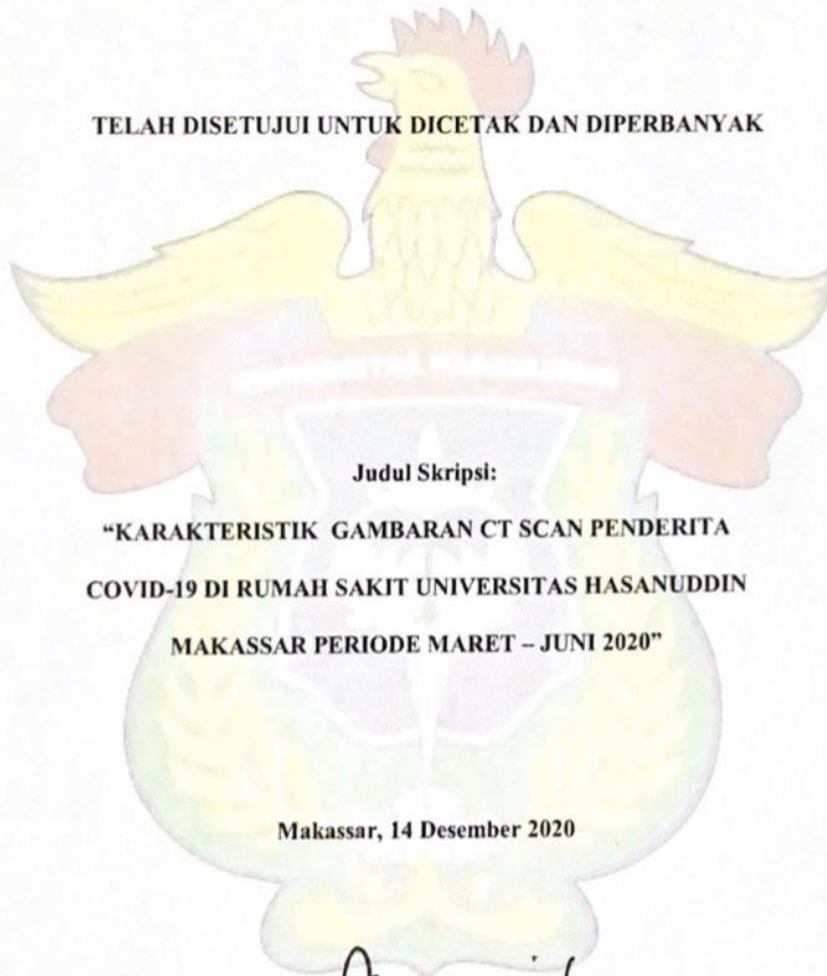 TELAH DISETUJUI UNTUK DICETAK DAN DIPERBANYAK
Judul Skripsi:
“KARAKTERISTIK GAMBARAN CT SCAN PENDERITA
COVID-19 DI RUMAH SAKIT UNIVERSITAS HASANUDDIN
MAKASSAR PERIODE MARET – JUNI 2020”
Makassar, 14 Desember 2020